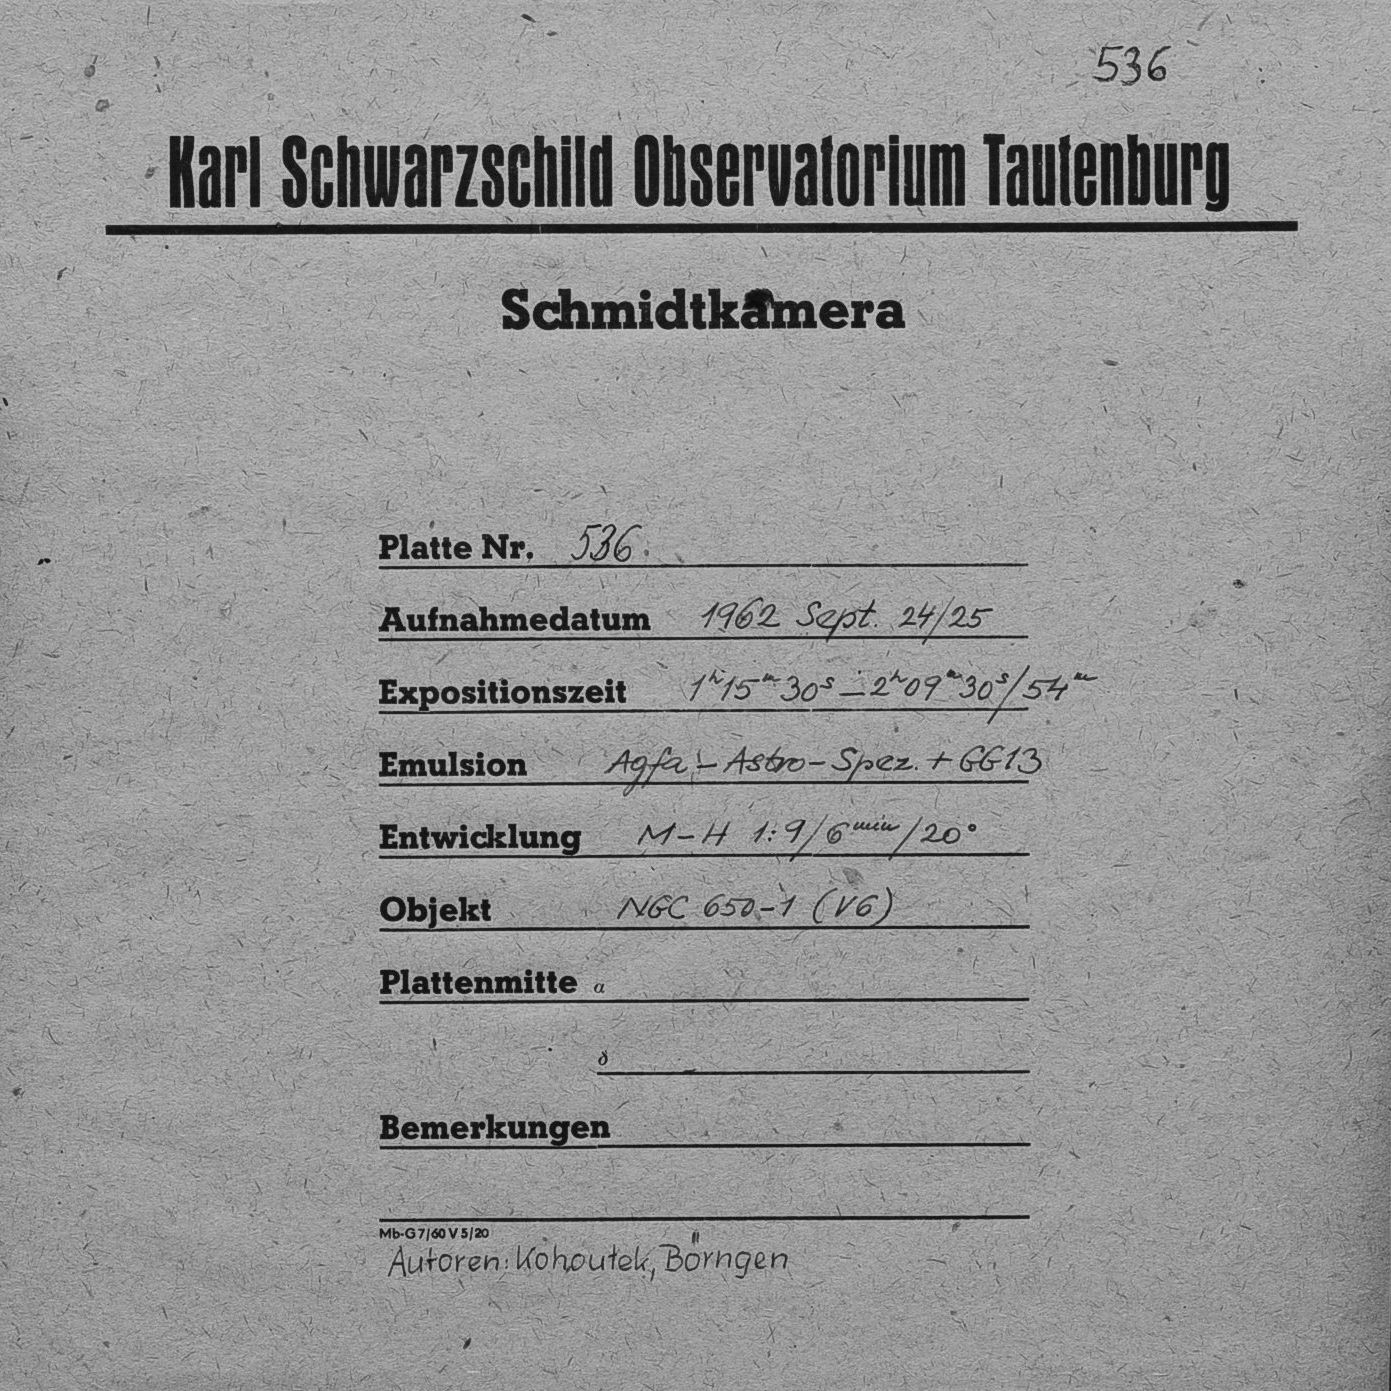 536
Karl Schwarzschild Observatorium Tautenburg
Schmidtkamera
Platte Nr. 536.
Aufnahmedatum 1962 Sept. 24/25
Expositionszeit 1ʰ15ᵐ30ˢ – 2ʰ09ᵐ30ˢ/54ᵐ
Emulsion Agfa – Astro – Spez. + GG13
Entwicklung M – H 1:9/6ᵐⁱⁿ/20°
Objekt NGC 650–1 (V6)
Plattenmitte α
δ
Bemerkungen
Mb-G 7/60 V 5/20
Autoren: Kohoutek, Börngen